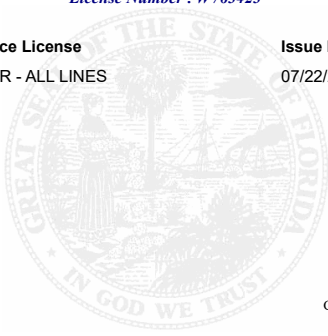 License Number :
ce License Issue
R - ALL LINES 07/22/
GREAT SEAL OF THE STATE OF FLORIDA
IN GOD WE TRUST